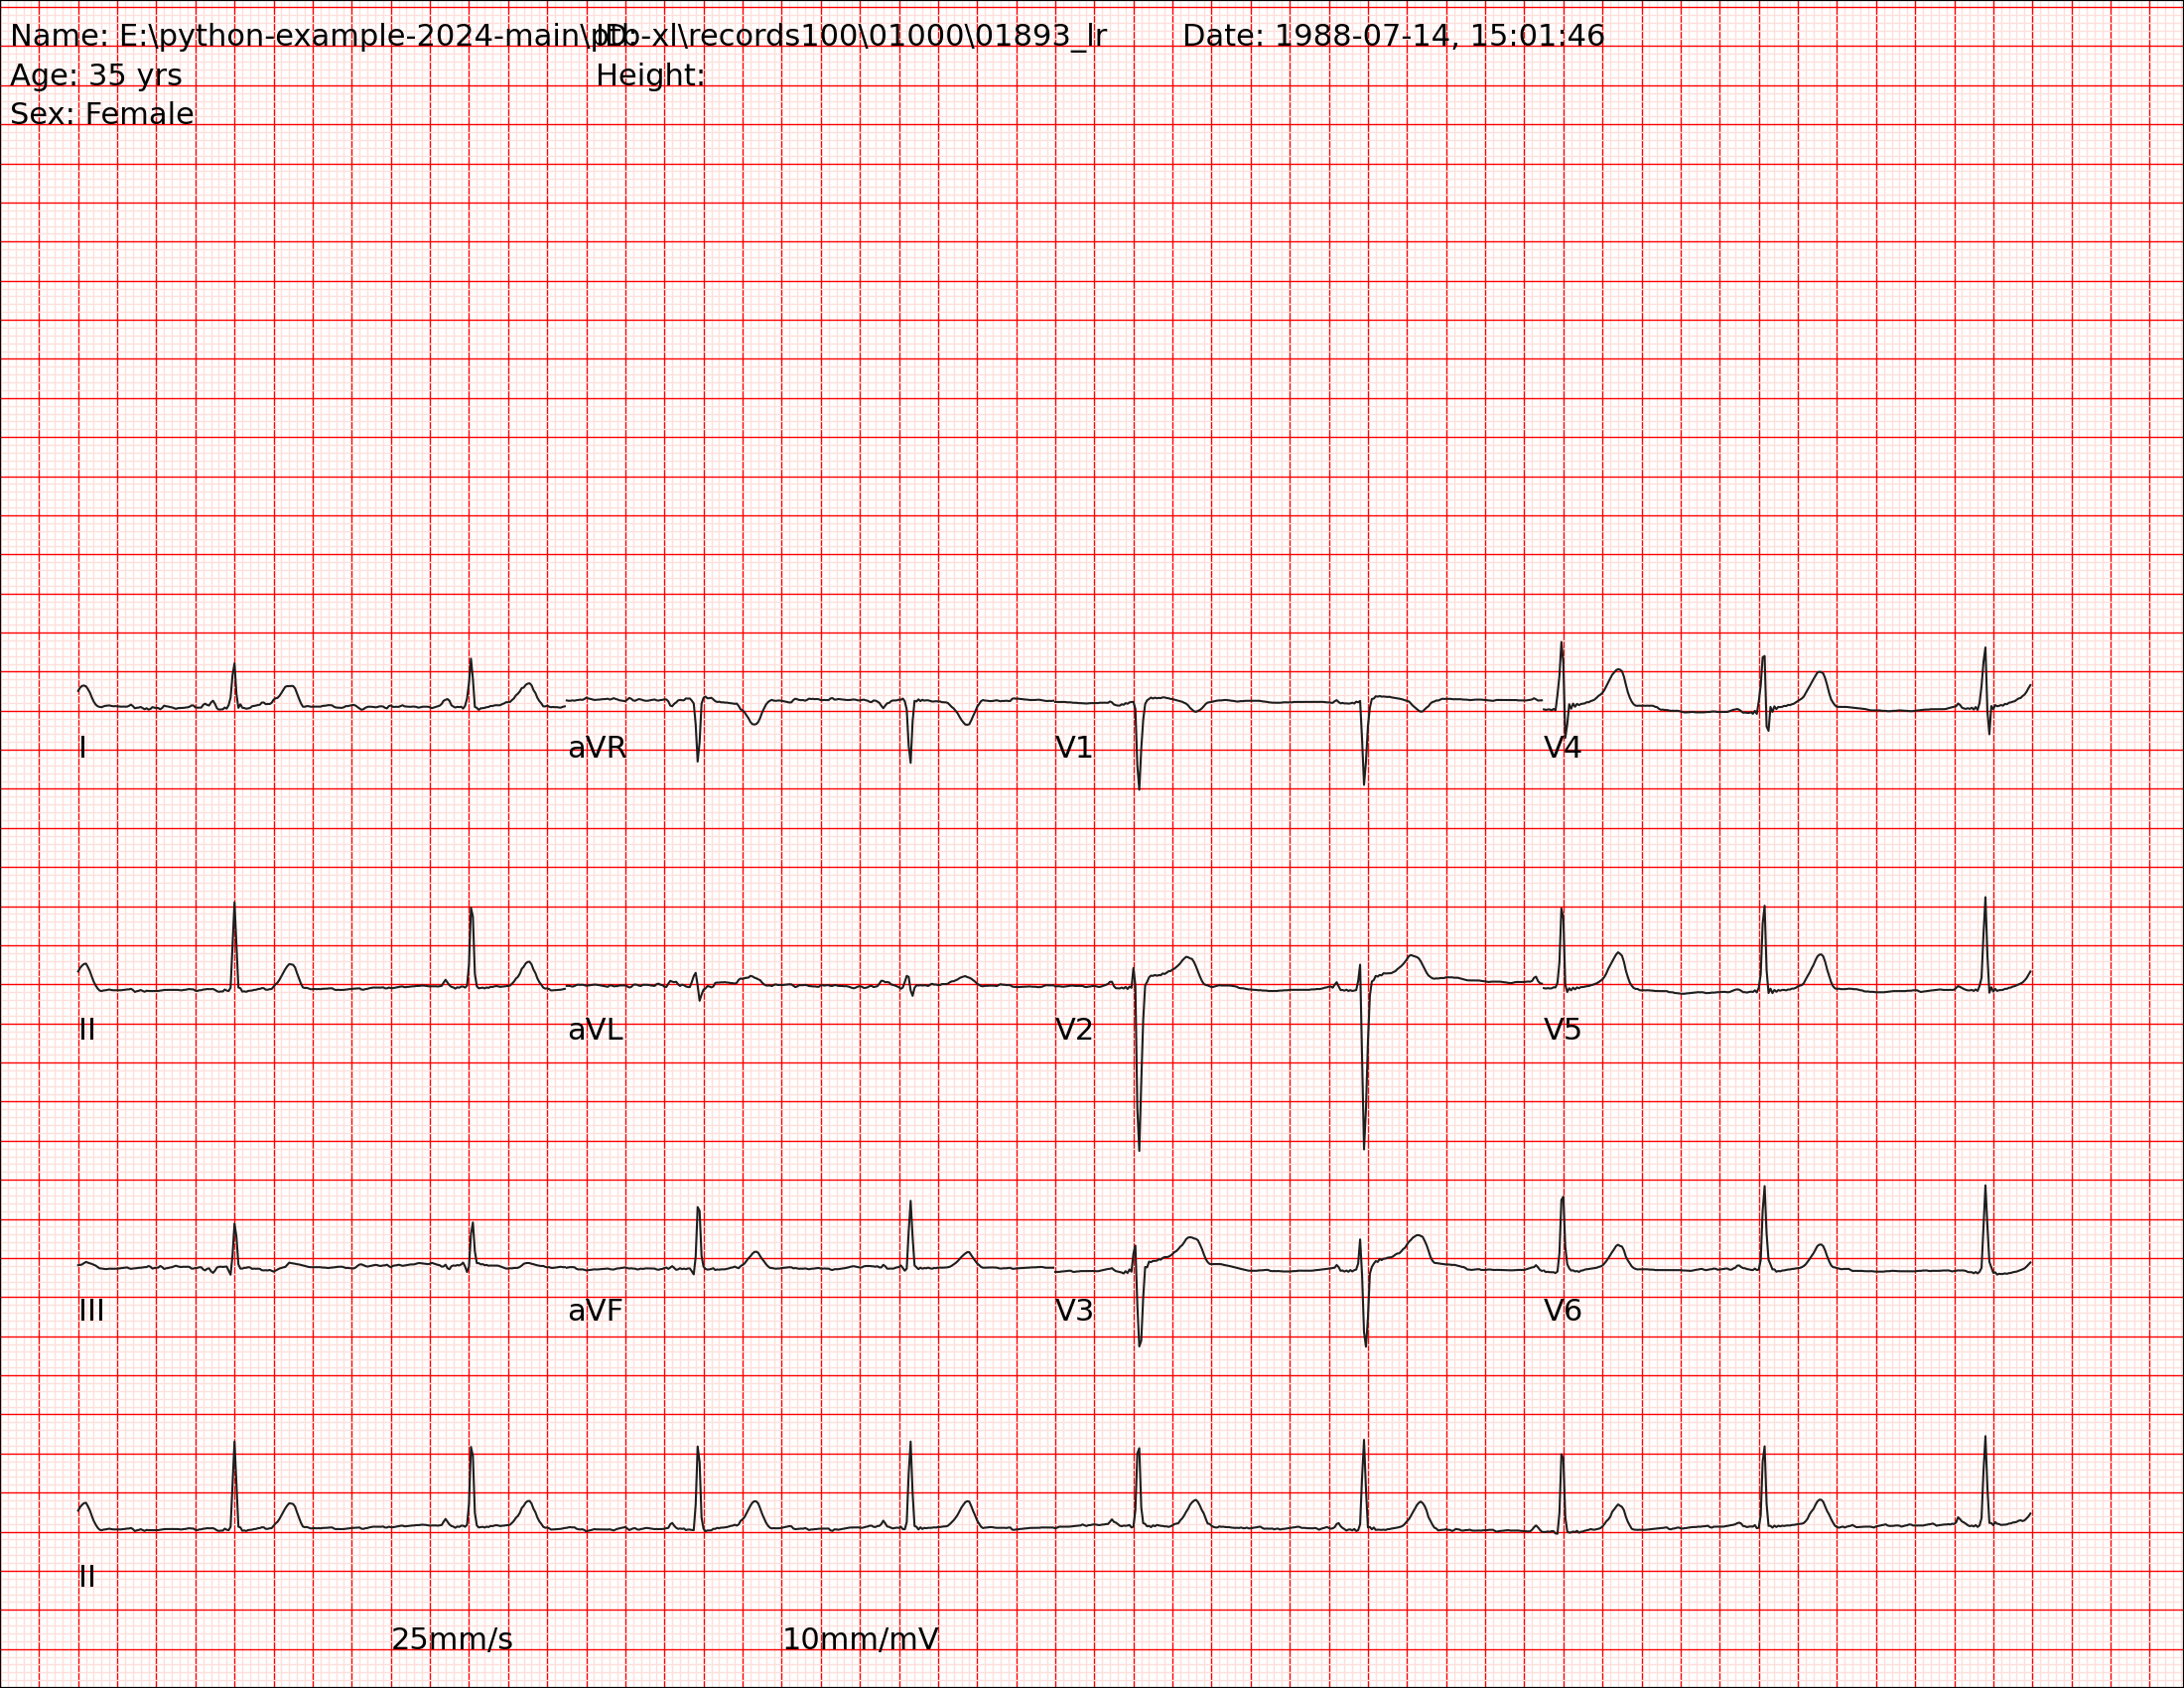 Name: E:\python-example-2024-main\ptb-xl\records100\01000\01893_lr ID: Date: 1988-07-14, 15:01:46
Age: 35 yrs Height:
Sex: Female
I aVR V1 V4
II aVL V2 V5
III aVF V3 V6
II
25mm/s 10mm/mV